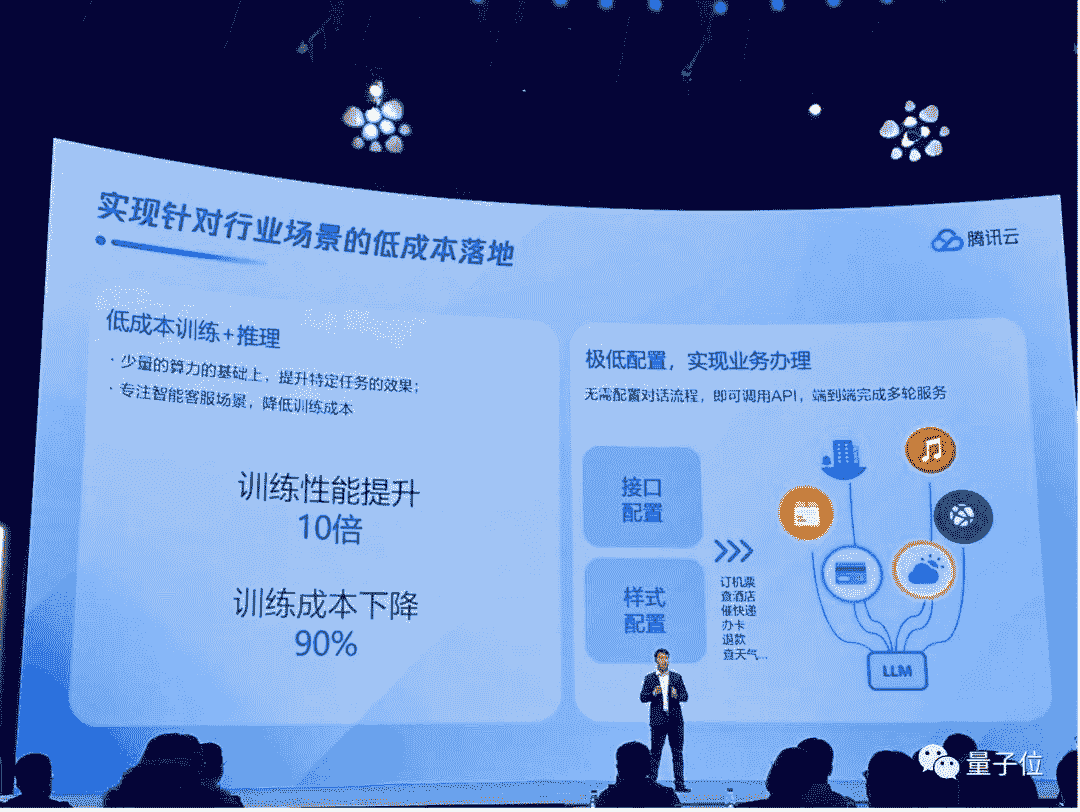 实现针对行业场景的低成本落地
腾讯云
低成本训练+推理
· 少量的算力的基础上，提升特定任务的效果；
· 专注智能客服场景，降低训练成本
训练性能提升
10倍
训练成本下降
90%
极低配置，实现业务办理
无需配置对话流程，即可调用API，端到端完成多轮服务
接口
配置
样式
配置
订机票
查酒店
催快递
办卡
退款
查天气...
LLM
量子位